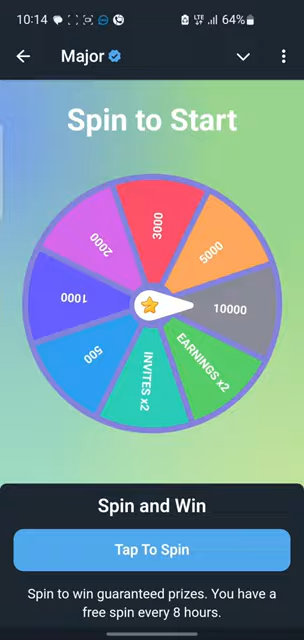 10:14
LTE
64%
Major
Spin to Start
3000
5000
10000
EARNINGS x2
INVITES x2
500
1000
2000
Spin and Win
Tap To Spin
Spin to win guaranteed prizes. You have a
free spin every 8 hours.